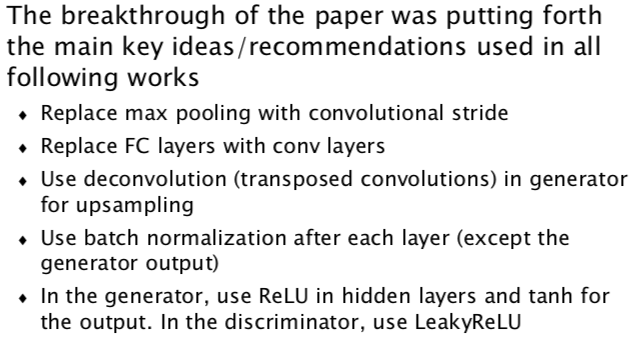 The breakthrough of the paper was putting forth
the main key ideas/recommendations used in all
following works
⬧ Replace max pooling with convolutional stride
⬧ Replace FC layers with conv layers
⬧ Use deconvolution (transposed convolutions) in generator
for upsampling
⬧ Use batch normalization after each layer (except the
generator output)
⬧ In the generator, use ReLU in hidden layers and tanh for
the output. In the discriminator, use LeakyReLU